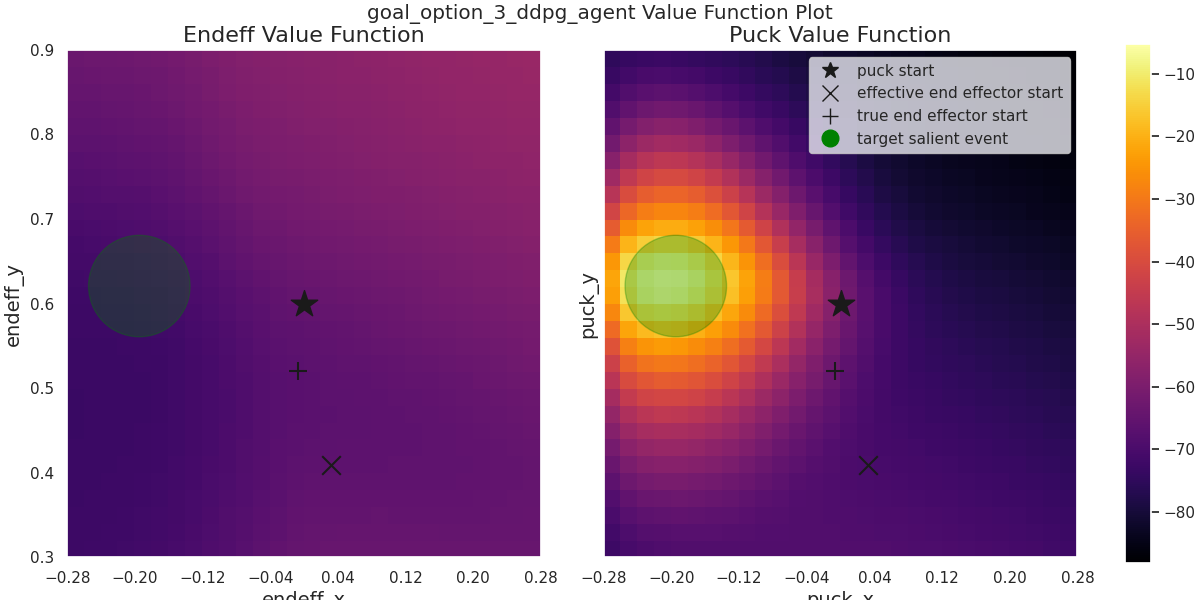 goal_option_3_ddpg_agent Value Function Plot
Endeff Value Function
0.9
0.8
0.7
0.6
0.5
0.4
0.3
endeff_y
−0.28 −0.20 −0.12 −0.04 0.04 0.12 0.20 0.28
endeff_x
Puck Value Function
puck start
effective end effector start
true end effector start
target salient event
puck_y
−0.28 −0.20 −0.12 −0.04 0.04 0.12 0.20 0.28
puck_x
−10
−20
−30
−40
−50
−60
−70
−80